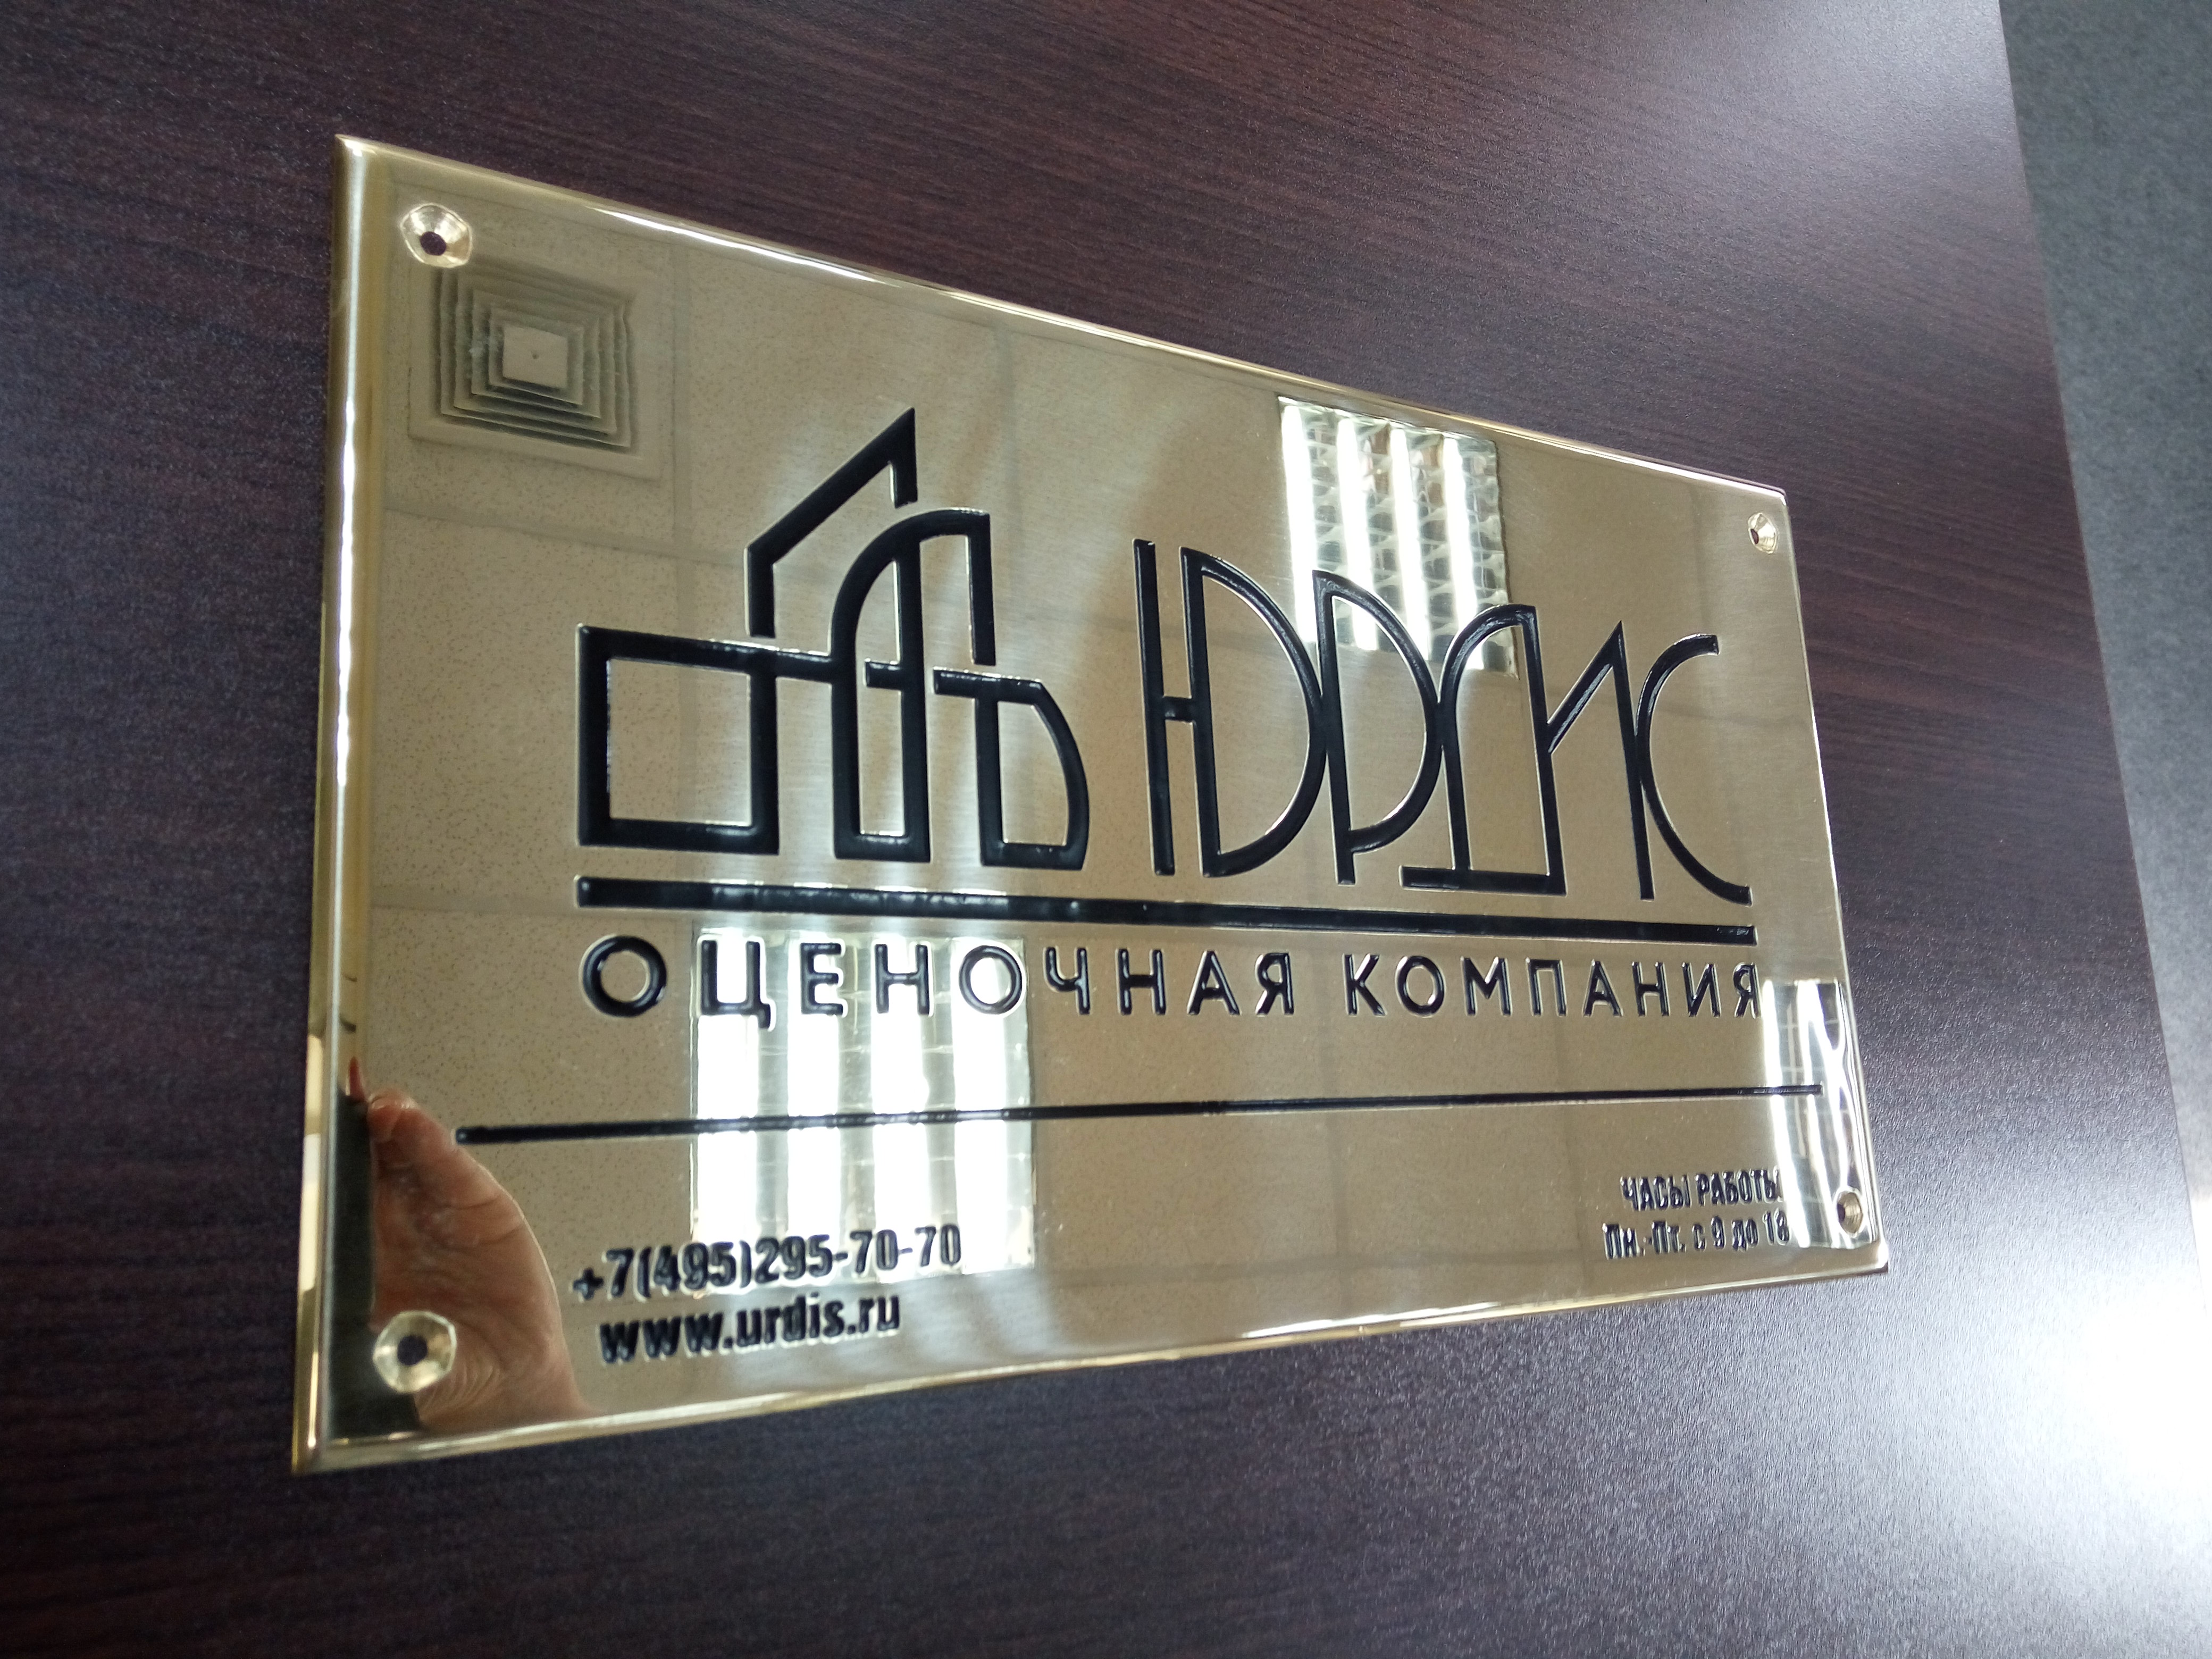 ЮРДИС
ОЦЕНОЧНАЯ КОМПАНИЯ
ЧАСЫ РАБОТЫ
Пн.-Пт. с 9 до 18
+7(495)295-70-70
www.urdis.ru